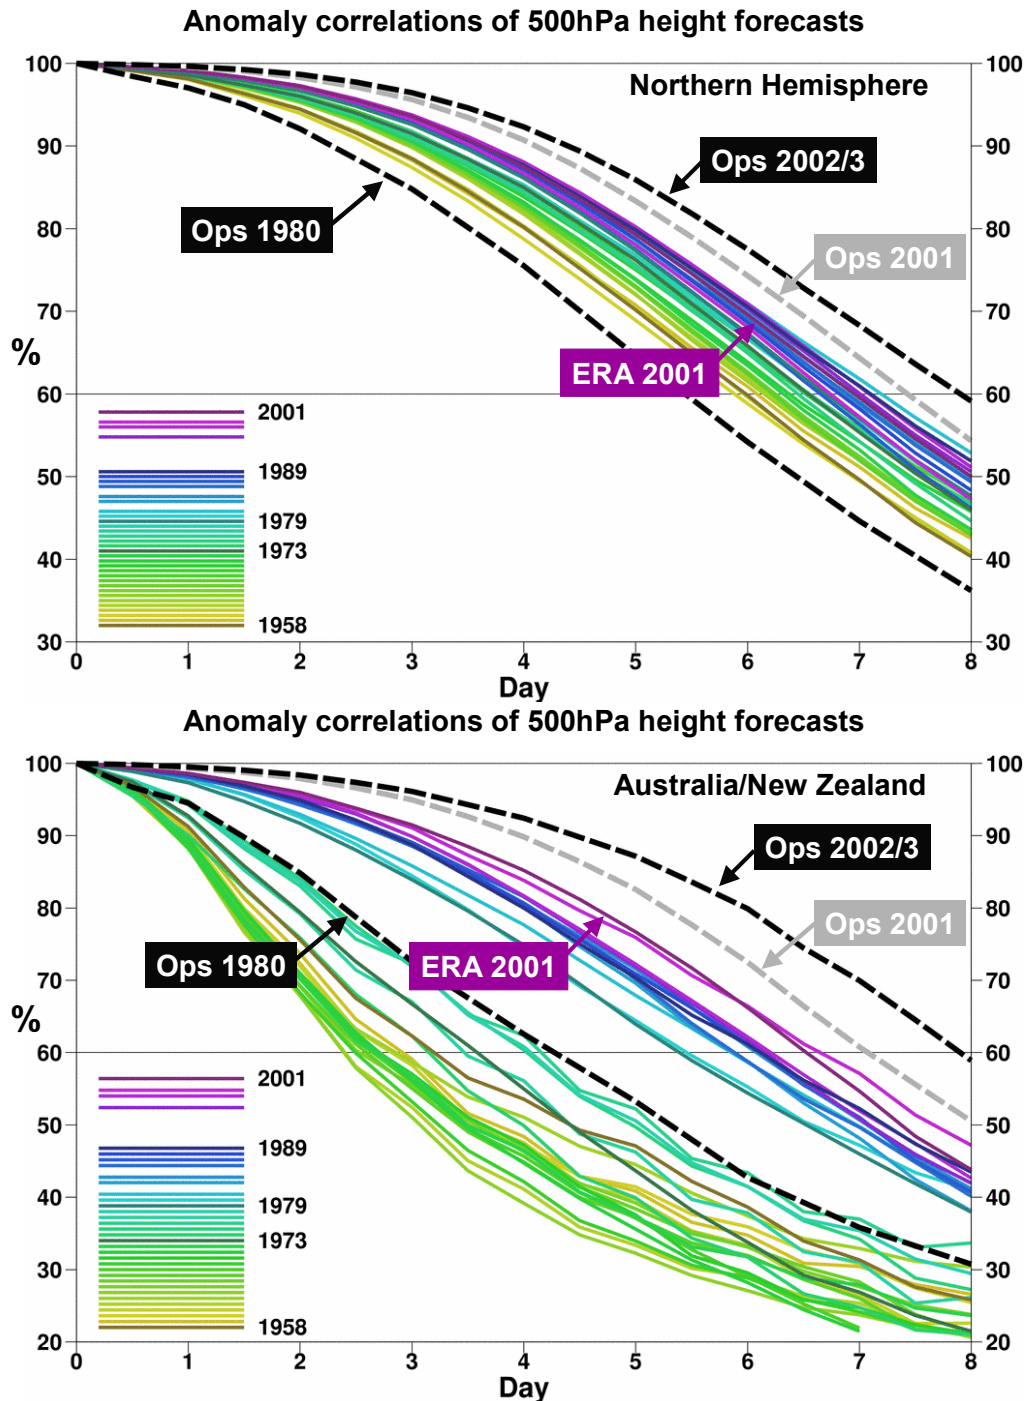 Anomaly correlations of 500hPa height forecasts
100
100
Northern Hemisphere
90
90
Ops 2002/3
80
80
Ops 1980
Ops 2001
70
70
%
ERA 2001
60
60
2001
50
50
1989
1979
40
40
1973
1958
30
30
0 1 2 3 4 5 6 7 8
Day
Anomaly correlations of 500hPa height forecasts
100
100
Australia/New Zealand
90
90
Ops 2002/3
80
80
Ops 2001
Ops 1980
ERA 2001
70
70
%
60
60
2001
50
50
1989
40
40
1979
1973
30
30
1958
20
20
0 1 2 3 4 5 6 7 8
Day